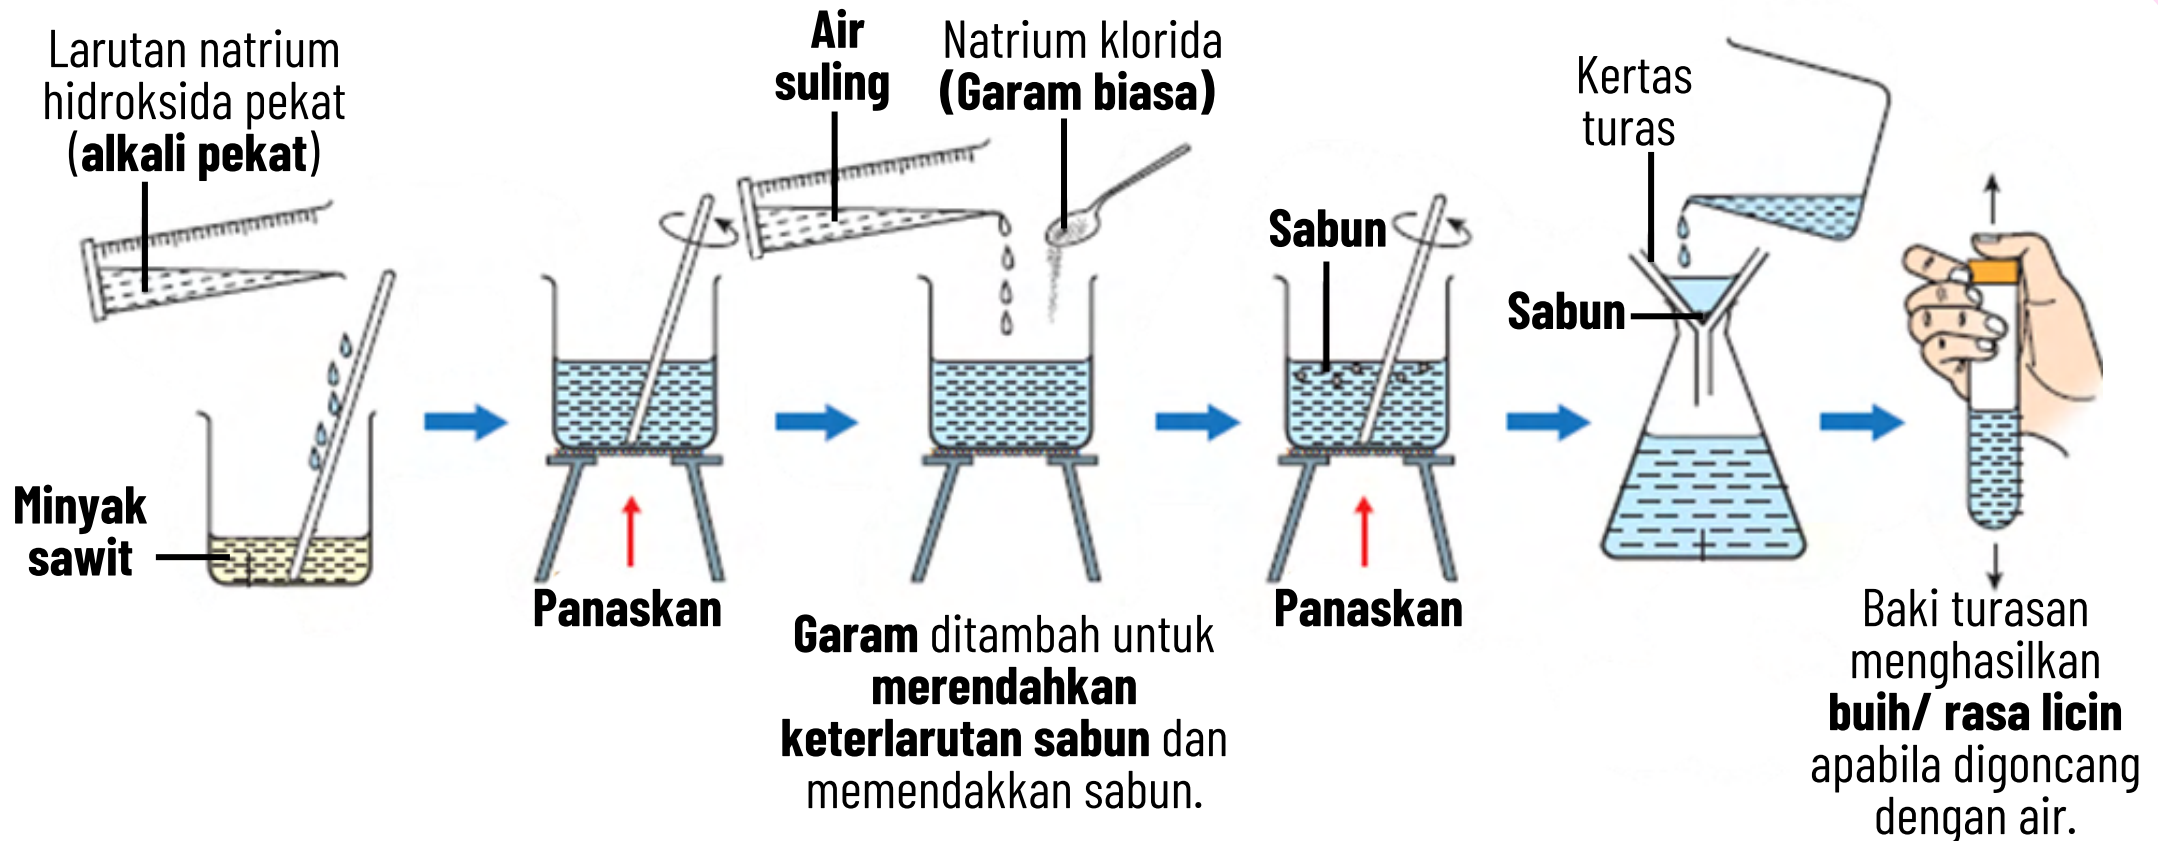 Larutan natrium
hidroksida pekat
(alkali pekat)
Minyak
sawit
Panaskan
Air
suling
Natrium klorida
(Garam biasa)
Garam ditambah untuk
merendahkan
keterlarutan sabun dan
memendakkan sabun.
Sabun
Panaskan
Kertas
turas
Sabun
Baki turasan
menghasilkan
buih/ rasa licin
apabila digoncang
dengan air.